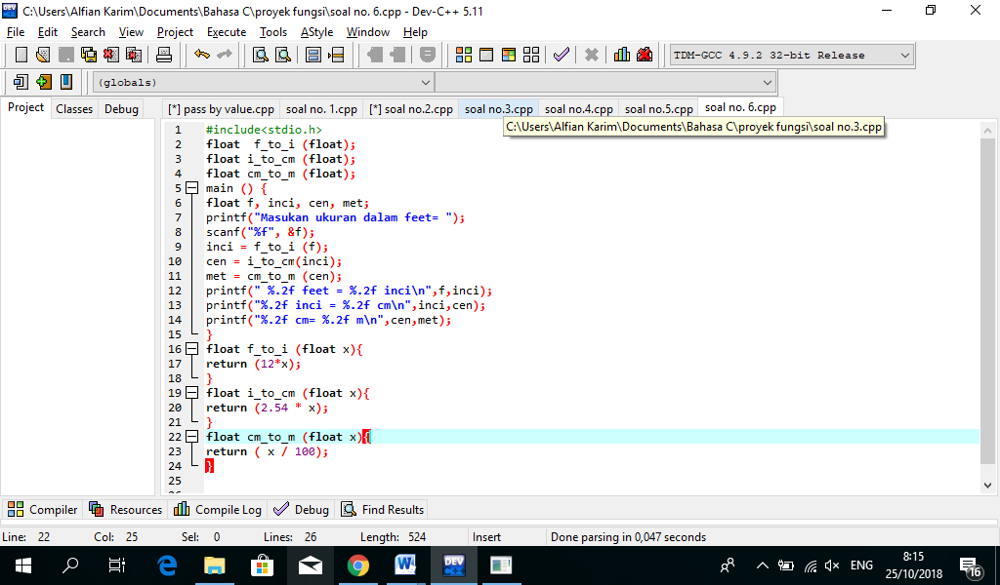 C:\Users\Alfian Karim\Documents\Bahasa C\proyek fungsi\soal no. 6.cpp - Dev-C++ 5.11
File Edit Search View Project Execute Tools AStyle Window Help
TDM-GCC 4.9.2 32-bit Release
(globals)
Project Classes Debug
[*] pass by value.cpp soal no. 1.cpp [*] soal no.2.cpp soal no.3.cpp soal no.4.cpp soal no.5.cpp soal no. 6.cpp
C:\Users\Alfian Karim\Documents\Bahasa C\proyek fungsi\soal no.3.cpp
1 #include<stdio.h>
2 float  f_to_i (float);
3 float i_to_cm (float);
4 float cm_to_m (float);
5 main () {
6 float f, inci, cen, met;
7 printf("Masukan ukuran dalam feet= ");
8 scanf("%f", &f);
9 inci = f_to_i (f);
10 cen = i_to_cm(inci);
11 met = cm_to_m (cen);
12 printf(" %.2f feet = %.2f inci\n",f,inci);
13 printf("%.2f inci = %.2f cm\n",inci,cen);
14 printf("%.2f cm= %.2f m\n",cen,met);
15 }
16 float f_to_i (float x){
17 return (12*x);
18 }
19 float i_to_cm (float x){
20 return (2.54 * x);
21 }
22 float cm_to_m (float x){
23 return ( x / 100);
24 }
25
Compiler Resources Compile Log Debug Find Results
Line: 22 Col: 25 Sel: 0 Lines: 26 Length: 524 Insert Done parsing in 0,047 seconds
DEV
ENG
8:15
25/10/2018
16